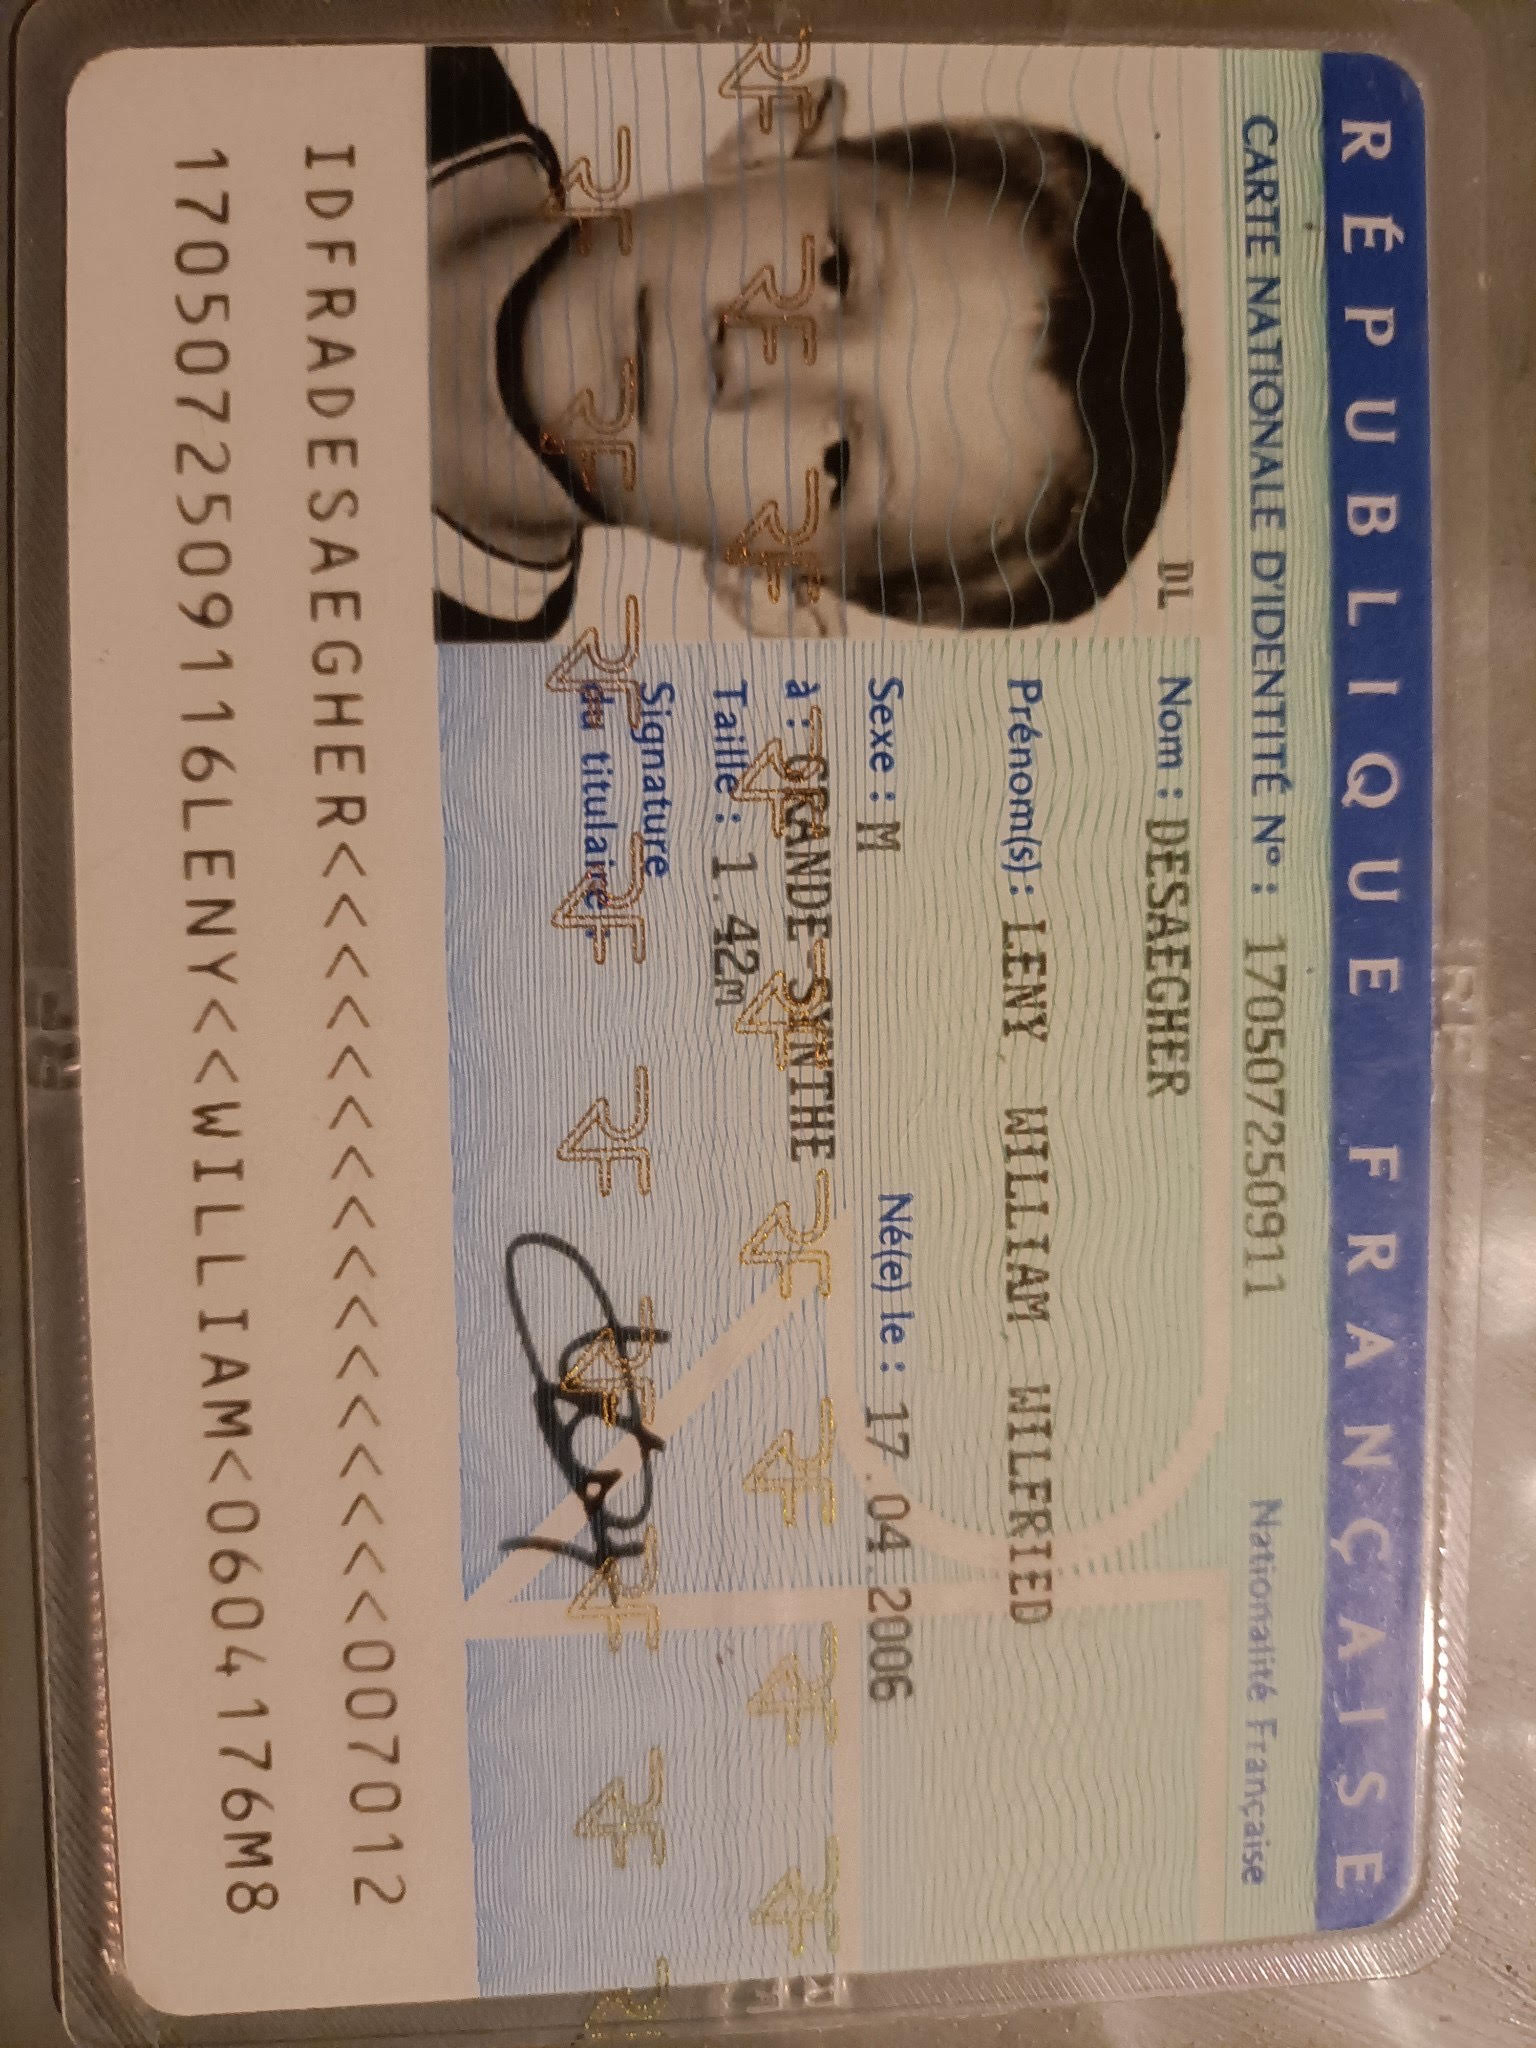 RÉPUBLIQUE FRANÇAISE
CARTE NATIONALE D'IDENTITÉ N° : 170507250911 Nationalité Française
DL Nom : DESAEGHER
Prénom(s) : LENY, WILLIAM, WILFRIED
Sexe : M Né(e) le : 17.04.2006
à : GRANDE-SYNTHE
Taille : 1.42m
Signature
du titulaire :
IDFRADESAEGHER<<<<<<<<<<<<<<<<007012
1705072509116LENY<<WILLIAM<0604176M8